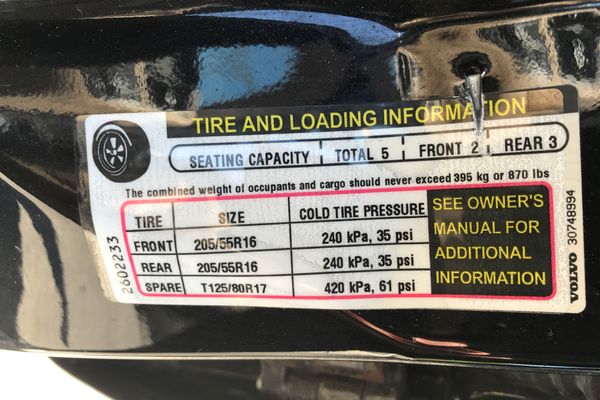 TIRE AND LOADING INFORMATION
SEATING CAPACITY TOTAL 5 FRONT 2 REAR 3
The combined weight of occupants and cargo should never exceed 395 kg or 870 lbs
TIRE SIZE COLD TIRE PRESSURE
FRONT 205/55R16 240 kPa, 35 psi
REAR 205/55R16 240 kPa, 35 psi
SPARE T125/80R17 420 kPa, 61 psi
SEE OWNER'S
MANUAL FOR
ADDITIONAL
INFORMATION
2602233
VOLVO 30748994